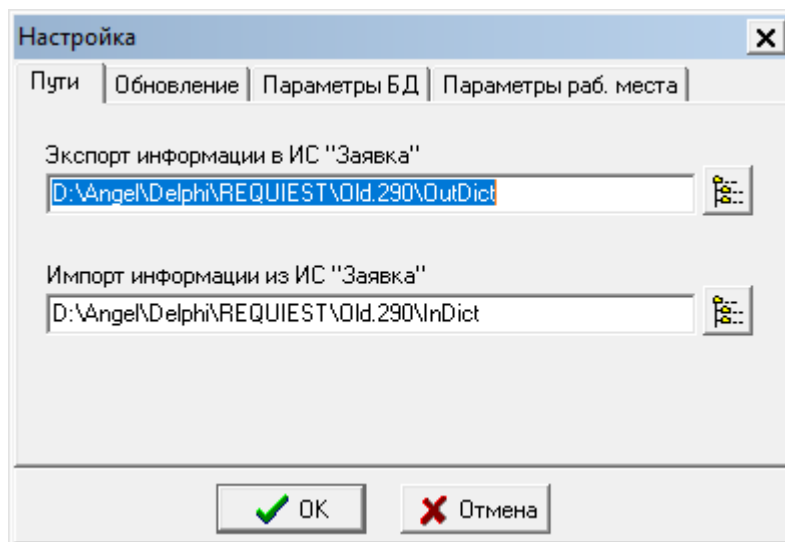 Настройка
Пути Обновление Параметры БД Параметры раб. места
Экспорт информации в ИС "Заявка"
D:\Angel\Delphi\REQUIEST\Old.290\OutDict
Импорт информации из ИС "Заявка"
D:\Angel\Delphi\REQUIEST\Old.290\InDict
OK Отмена